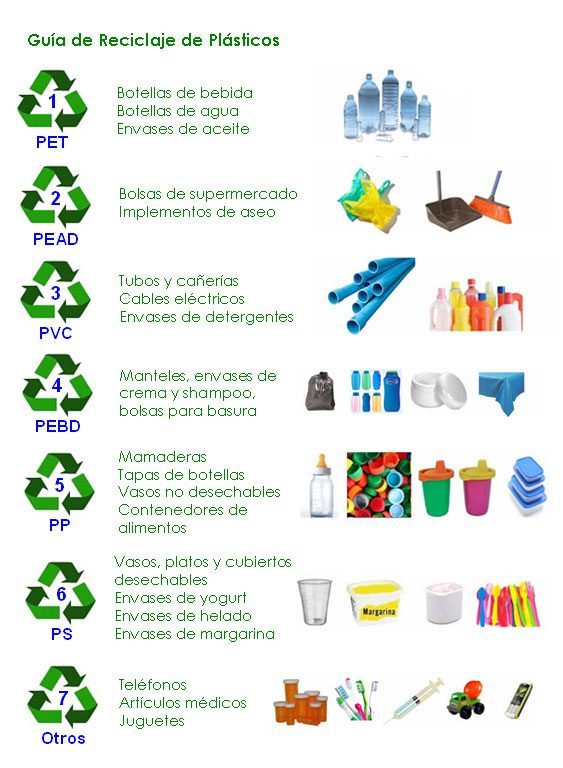 Guía de Reciclaje de Plásticos
1
PET
Botellas de bebida
Botellas de agua
Envases de aceite
2
PEAD
Bolsas de supermercado
Implementos de aseo
3
PVC
Tubos y cañerías
Cables eléctricos
Envases de detergentes
4
PEBD
Manteles, envases de
crema y shampoo,
bolsas para basura
5
PP
Mamaderas
Tapas de botellas
Vasos no desechables
Contenedores de
alimentos
6
PS
Vasos, platos y cubiertos
desechables
Envases de yogurt
Envases de helado
Envases de margarina
Margarina
7
Otros
Teléfonos
Artículos médicos
Juguetes